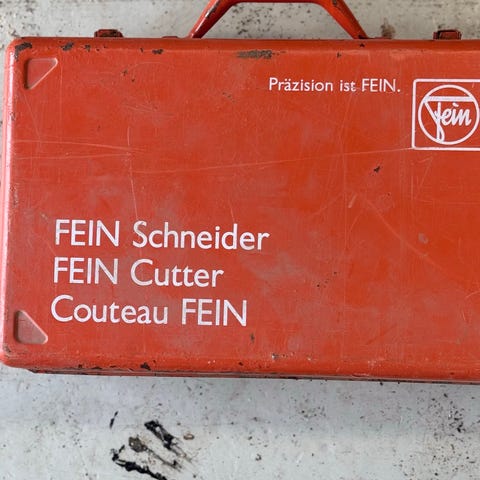 Präzision ist FEIN.
fein
FEIN Schneider
FEIN Cutter
Couteau FEIN